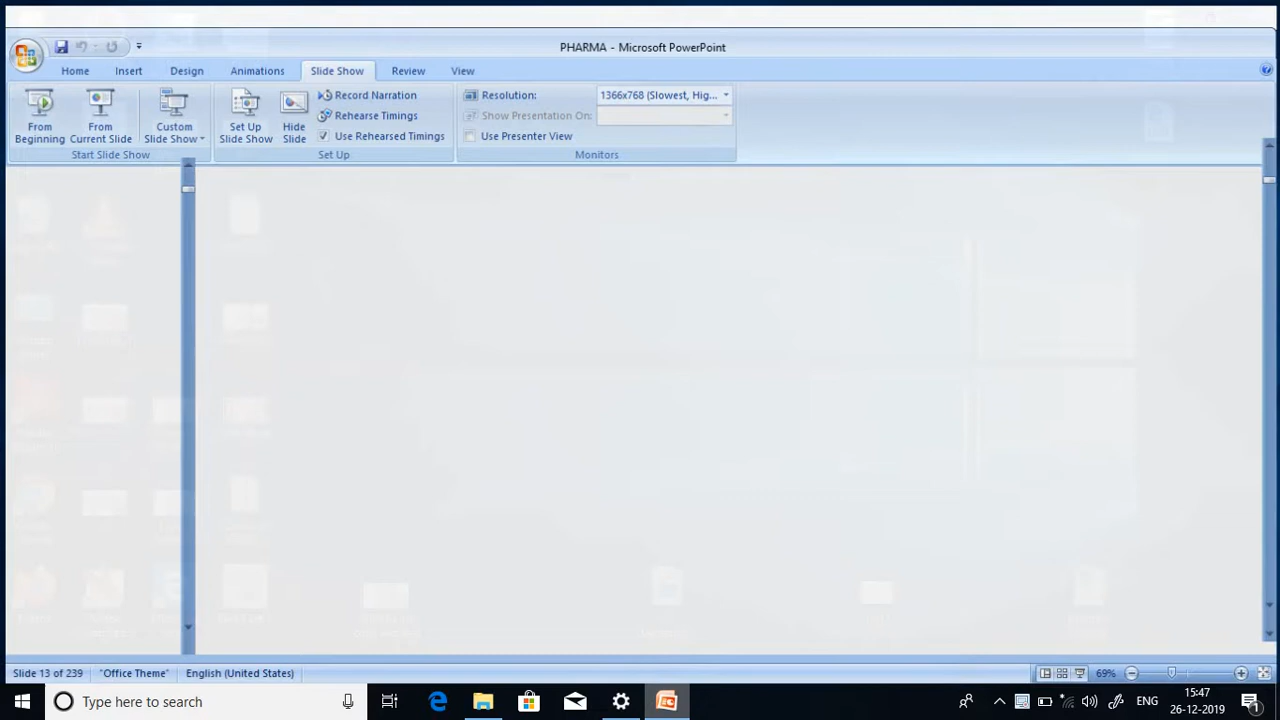 PHARMA - Microsoft PowerPoint
Home Insert Design Animations Slide Show Review View
From Beginning
From Current Slide
Custom Slide Show
Set Up Slide Show
Hide Slide
Record Narration
Rehearse Timings
Use Rehearsed Timings
Resolution: 1366x768 (Slowest, Hig...
Show Presentation On:
Use Presenter View
Start Slide Show Set Up Monitors
Slide 13 of 239 "Office Theme" English (United States) 69%
Type here to search ENG 15:47
26-12-2019
1